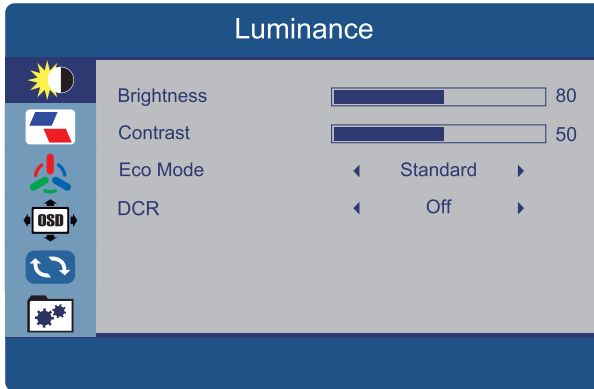 Luminance
Brightness 80
Contrast 50
Eco Mode Standard
DCR Off
OSD